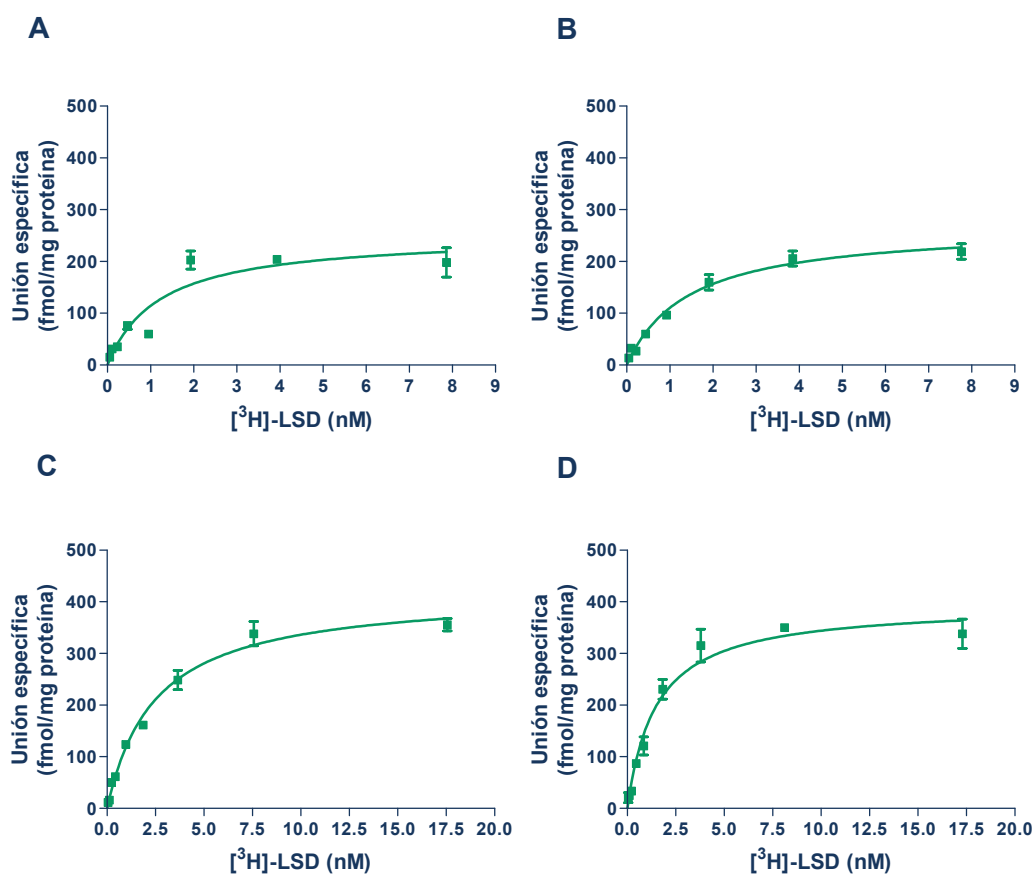 A
Unión específica
(fmol/mg proteína)
500
400
300
200
100
0
0 1 2 3 4 5 6 7 8 9
[³H]-LSD (nM)
B
Unión específica
(fmol/mg proteína)
500
400
300
200
100
0
0 1 2 3 4 5 6 7 8 9
[³H]-LSD (nM)
C
Unión específica
(fmol/mg proteína)
500
400
300
200
100
0
0.0 2.5 5.0 7.5 10.0 12.5 15.0 17.5 20.0
[³H]-LSD (nM)
D
Unión específica
(fmol/mg proteína)
500
400
300
200
100
0
0.0 2.5 5.0 7.5 10.0 12.5 15.0 17.5 20.0
[³H]-LSD (nM)